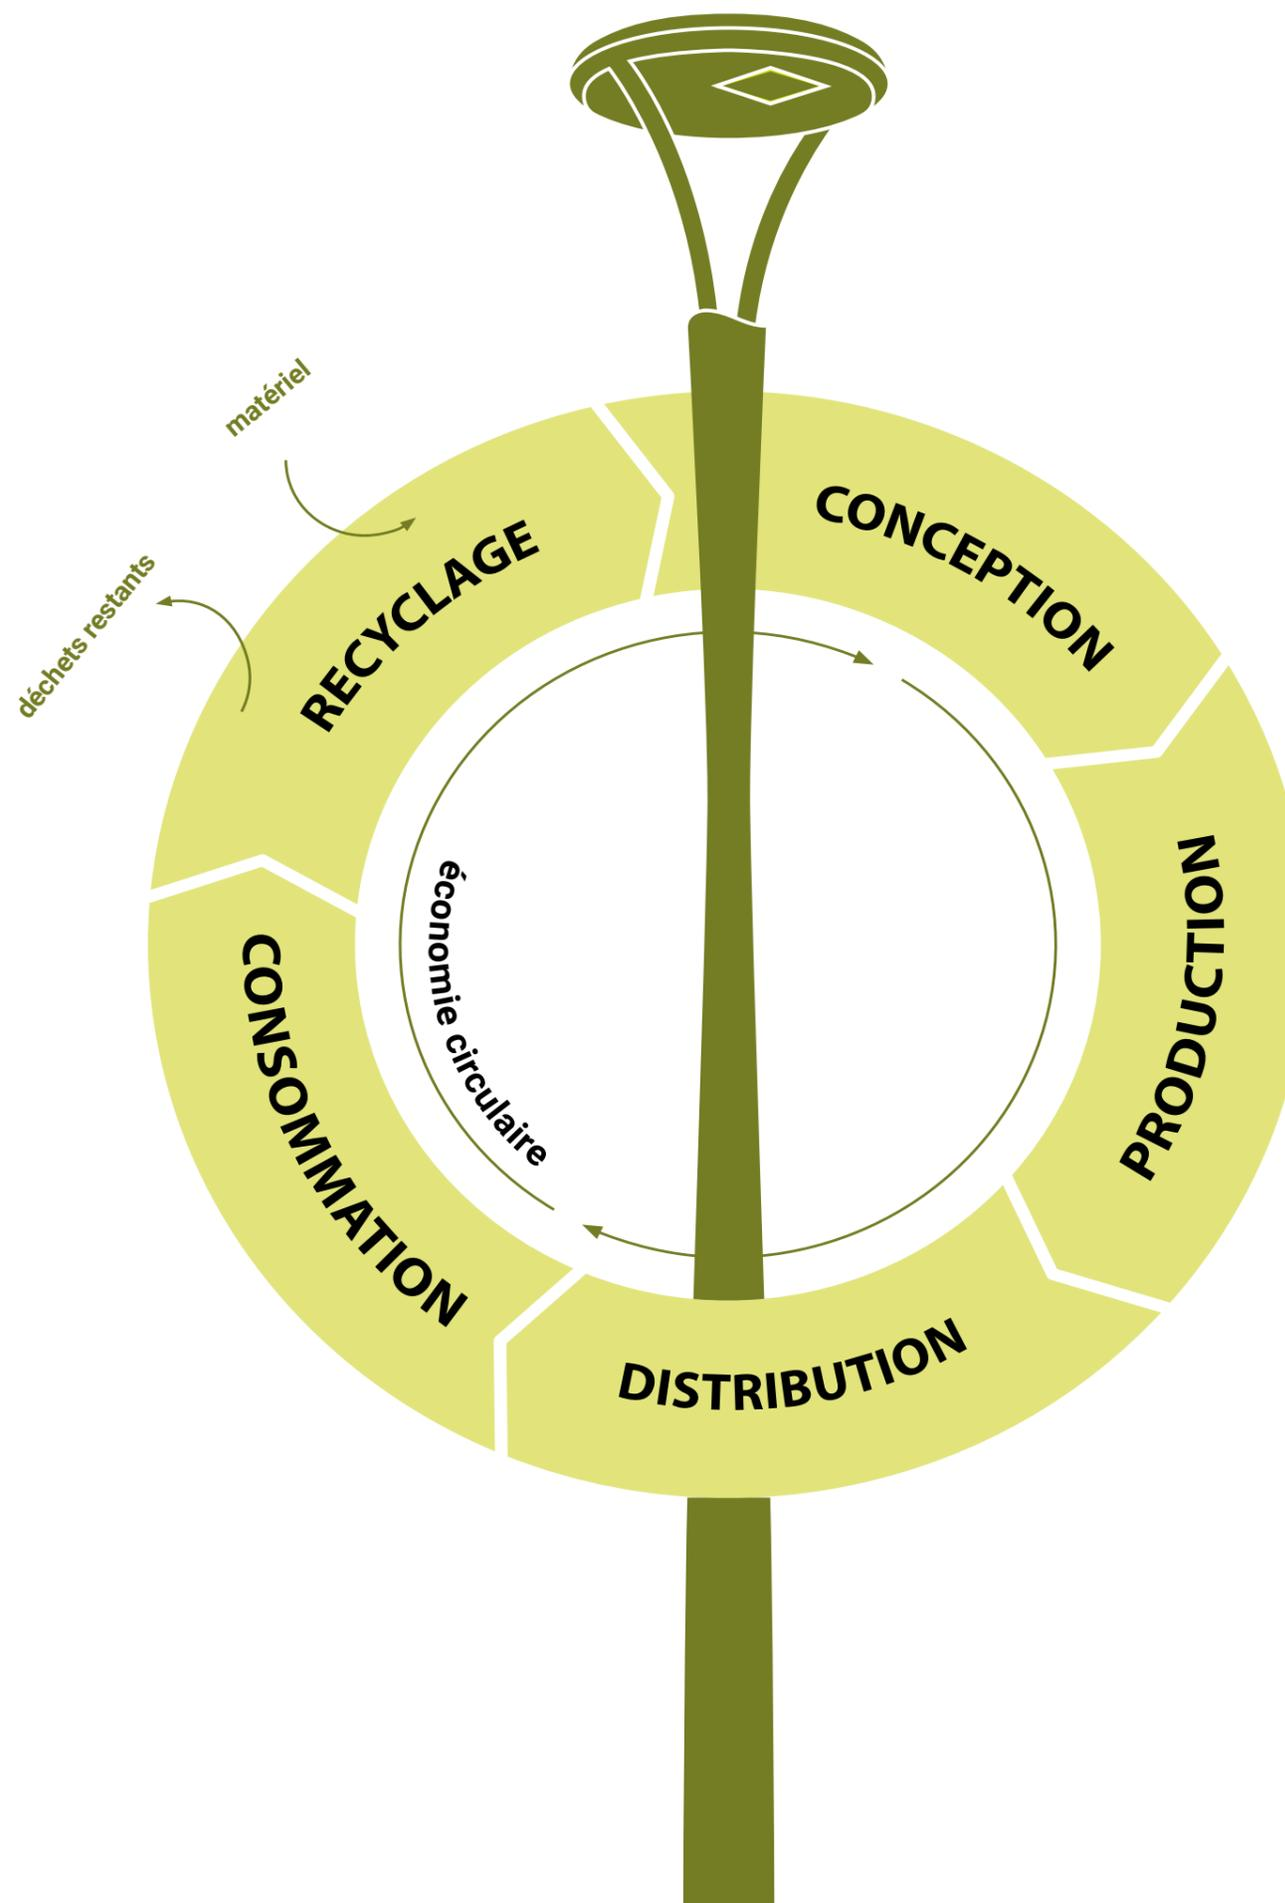 matériel
déchets restants
RECYCLAGE
CONCEPTION
PRODUCTION
DISTRIBUTION
CONSOMMATION
économie circulaire